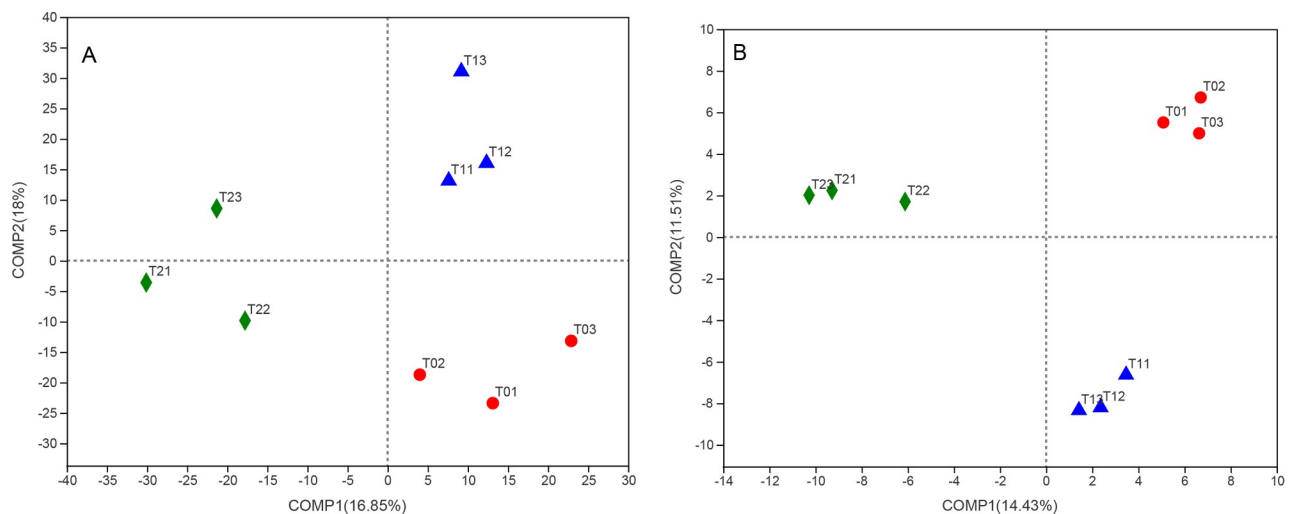 A
40
35
30
25
20
15
10
5
0
-5
-10
-15
-20
-25
-30
COMP2(18%)
T13
T12
T11
T23
T21
T22
T03
T02
T01
-40 -35 -30 -25 -20 -15 -10 -5 0 5 10 15 20 25 30
COMP1(16.85%)
B
10
8
6
4
2
0
-2
-4
-6
-8
-10
COMP2(11.51%)
T02
T01
T03
T23
T21
T22
T11
T13
T12
-14 -12 -10 -8 -6 -4 -2 0 2 4 6 8 10
COMP1(14.43%)